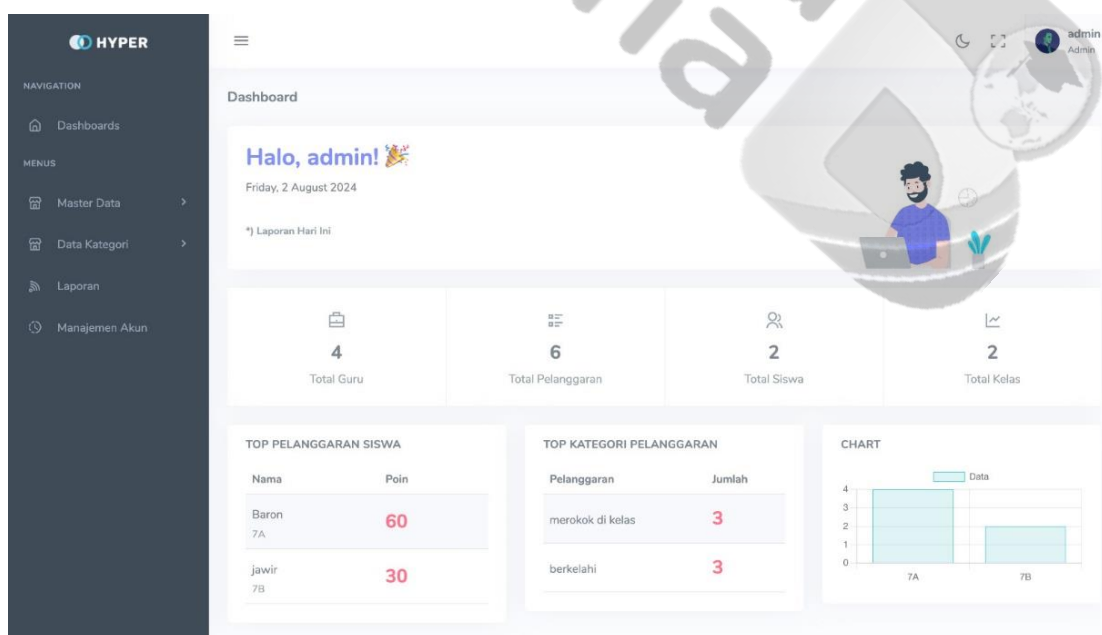 HYPER
NAVIGATION
Dashboards
MENUS
Master Data
Data Kategori
Laporan
Manajemen Akun
admin
Admin
Dashboard
Halo, admin! 🎉
Friday, 2 August 2024
*) Laporan Hari Ini
4
Total Guru
6
Total Pelanggaran
2
Total Siswa
2
Total Kelas
TOP PELANGGARAN SISWA
Nama Poin
Baron 60
7A
jawir 30
7B
TOP KATEGORI PELANGGARAN
Pelanggaran Jumlah
merokok di kelas 3
berkelahi 3
CHART
Data
4
3
2
1
0
7A 7B